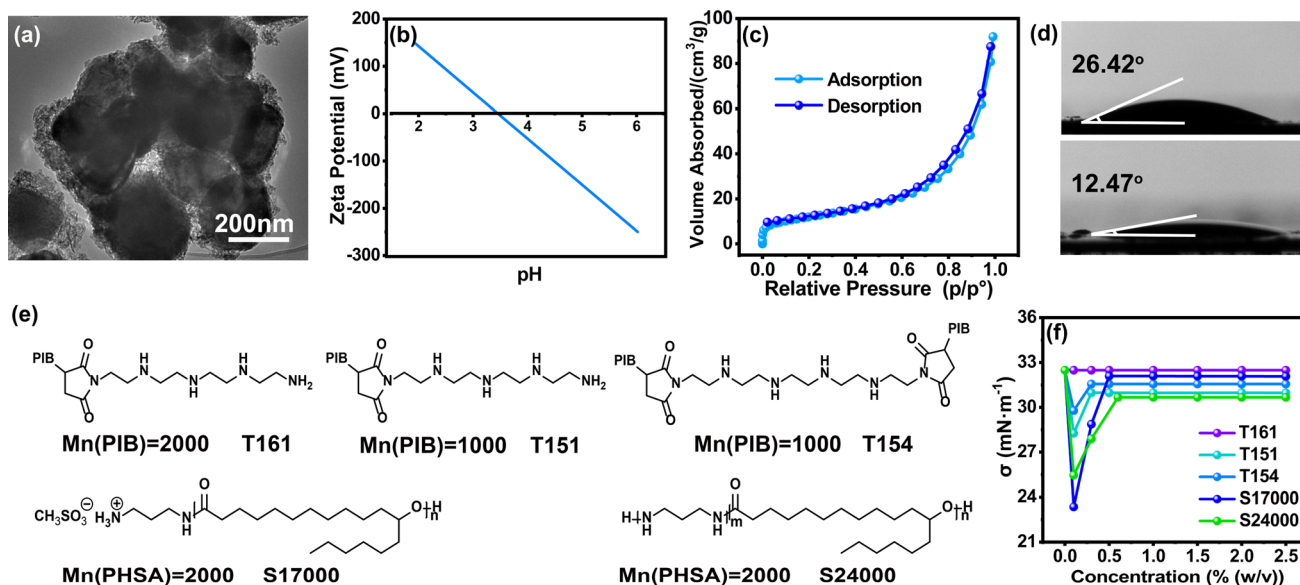 (a)
200nm
(b)
Zeta Potential (mV)
200
150
100
50
0
-100
-200
-300
2 3 4 5 6
pH
(c)
Volume Absorbed/(cm³/g)
100
80
60
40
20
0
Adsorption
Desorption
0.0 0.2 0.4 0.6 0.8 1.0
Relative Pressure (p/p°)
(d)
26.42°
12.47°
(e)
PIB O N O H N H N H N NH₂
Mn(PIB)=2000 T161
PIB O N O H N H N H N NH₂
Mn(PIB)=1000 T151
PIB O N O H N H N H N H N N O O PIB
Mn(PIB)=1000 T154
CH₃SO₃⊖ H₃N⊕ N H O O H n
Mn(PHSA)=2000 S17000
H N H N H m O O H n
Mn(PHSA)=2000 S24000
(f)
σ (mN·m⁻¹)
36
33
30
27
24
21
T161
T151
T154
S17000
S24000
0.0 0.5 1.0 1.5 2.0 2.5
Concentration (% (w/v))